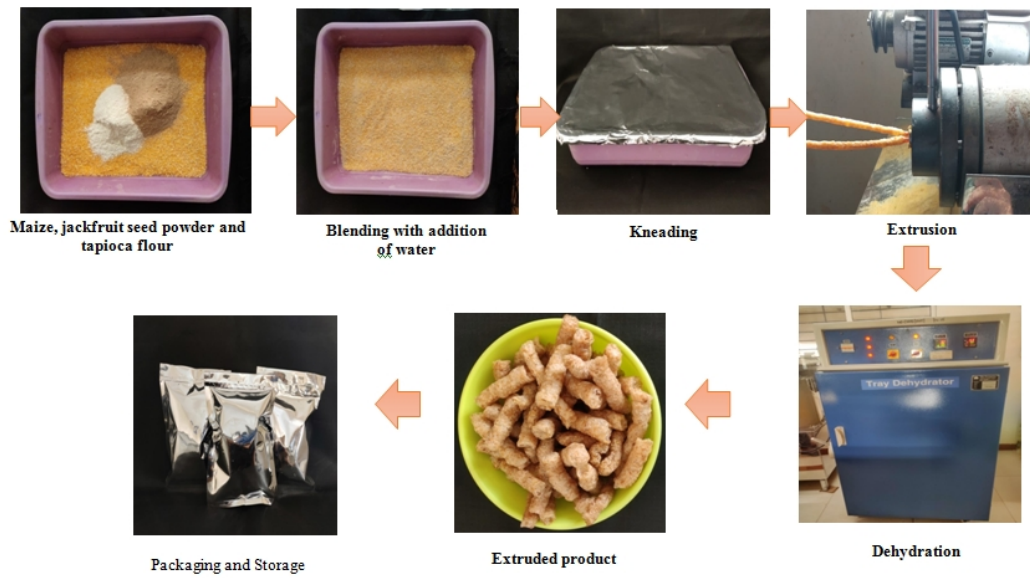 Maize, jackfruit seed powder and
tapioca flour
Blending with addition
of water
Kneading
Extrusion
Tray Dehydrator
Dehydration
Extruded product
Packaging and Storage